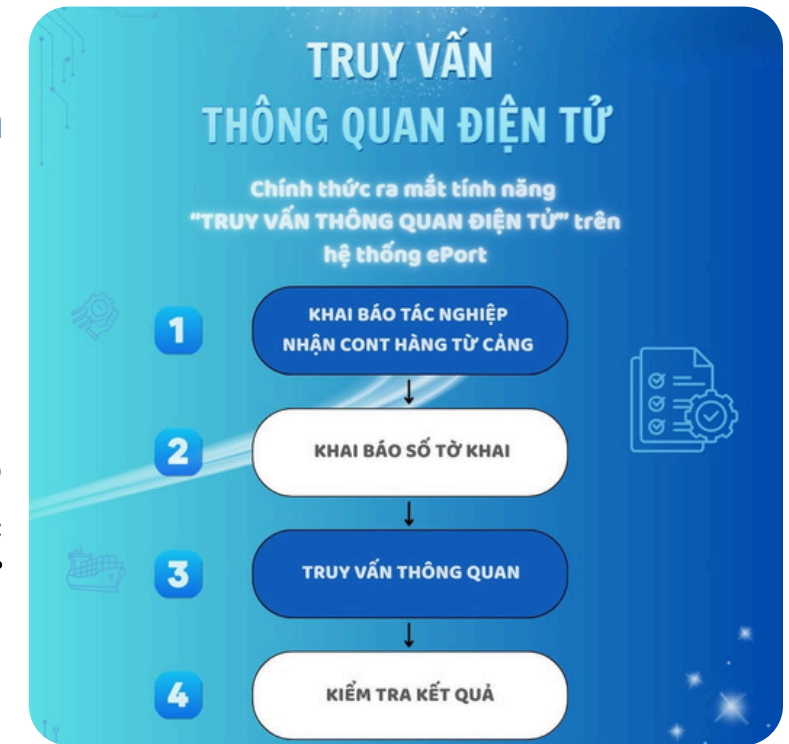 TRUY VẤN
THÔNG QUAN ĐIỆN TỬ
Chính thức ra mắt tính năng
“TRUY VẤN THÔNG QUAN ĐIỆN TỬ” trên
hệ thống ePort
1
KHAI BÁO TÁC NGHIỆP
NHẬN CONT HÀNG TỪ CẢNG
2
KHAI BÁO SỐ TỜ KHAI
3
TRUY VẤN THÔNG QUAN
4
KIỂM TRA KẾT QUẢ